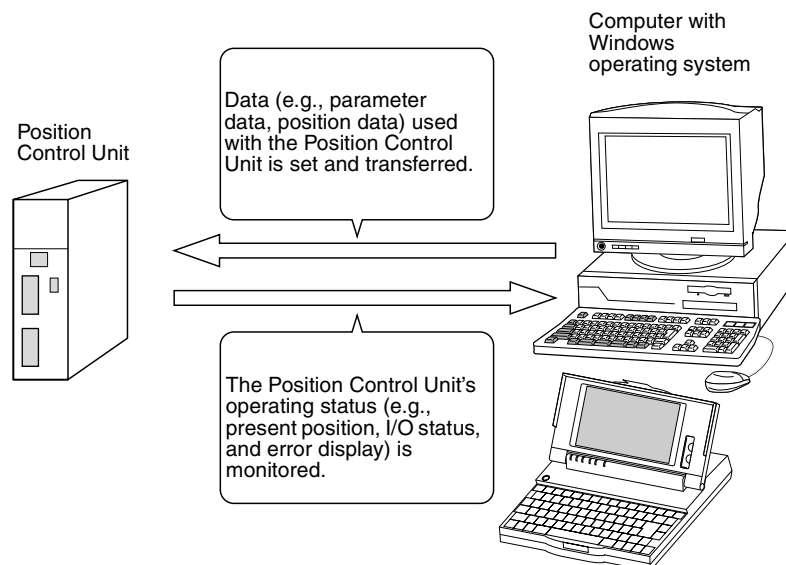 Computer with
Windows
operating system
Data (e.g., parameter
data, position data) used
with the Position Control
Unit is set and transferred.
Position
Control Unit
The Position Control Unit's
operating status (e.g.,
present position, I/O status,
and error display) is
monitored.